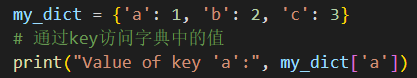 my_dict = {'a': 1, 'b': 2, 'c': 3}
# 通过key访问字典中的值
print("Value of key 'a':", my_dict['a'])